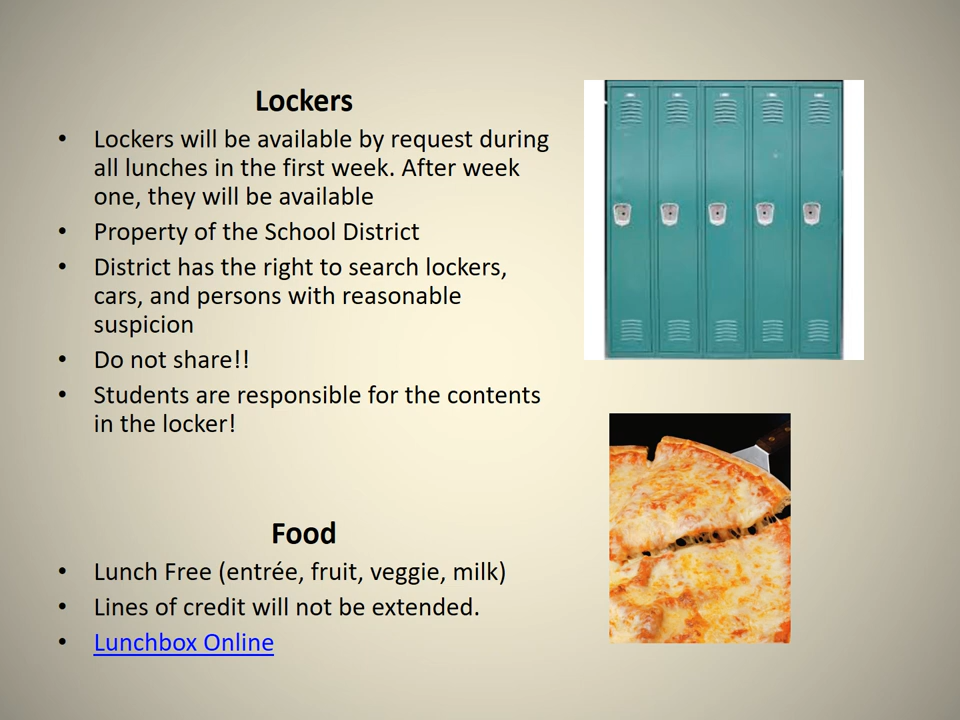 Lockers
• Lockers will be available by request during
all lunches in the first week. After week
one, they will be available
• Property of the School District
• District has the right to search lockers,
cars, and persons with reasonable
suspicion
• Do not share!!
• Students are responsible for the contents
in the locker!
Food
• Lunch Free (entrée, fruit, veggie, milk)
• Lines of credit will not be extended.
• Lunchbox Online